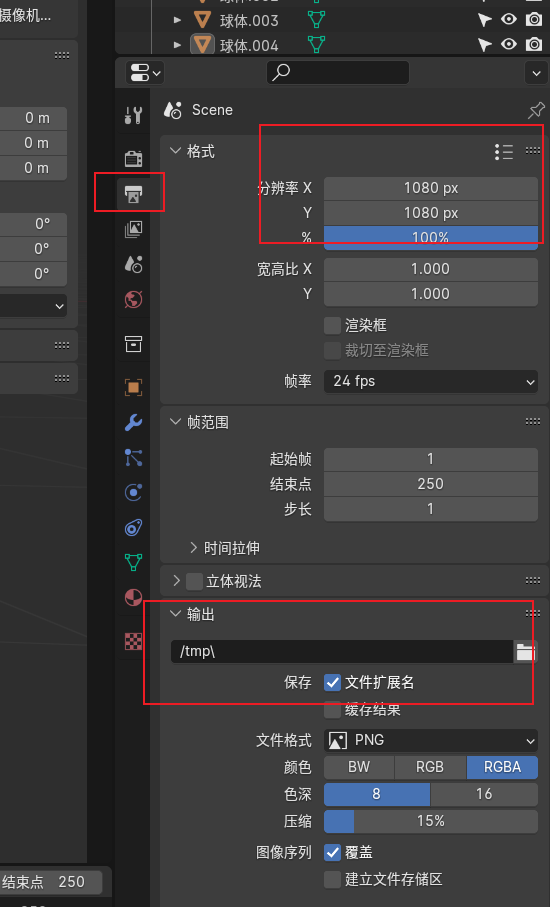 摄像机...
球体.003
球体.004
Scene
0 m
0 m
0 m
0°
0°
0°
格式
分辨率 X 1080 px
Y 1080 px
% 100%
宽高比 X 1.000
Y 1.000
渲染框
裁切至渲染框
帧率 24 fps
帧范围
起始帧 1
结束点 250
步长 1
时间拉伸
立体视法
输出
/tmp\
保存 文件扩展名
缓存结果
文件格式 PNG
颜色 BW RGB RGBA
色深 8 16
压缩 15%
图像序列 覆盖
建立文件存储区
结束点 250